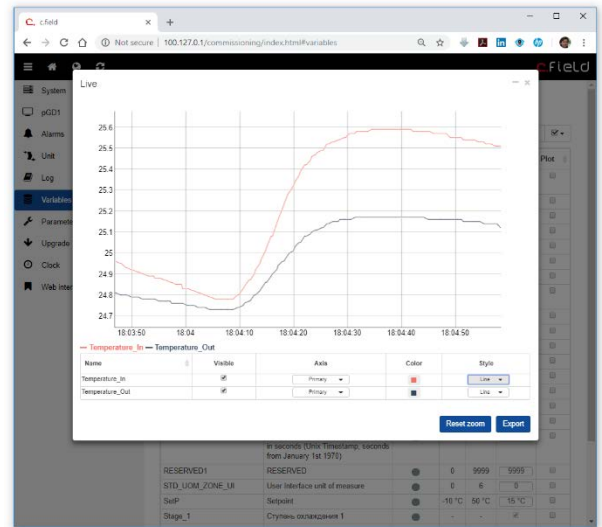 c.field
Not secure | 100.127.0.1/commissioning/index.html#variables
c.field
System
pGD1
Alarms
Unit
Log
Variables
Paramete
Upgrade
Clock
Web Inter
Plot
Live
25.6
25.5
25.4
25.3
25.2
25.1
25
24.9
24.8
24.7
18:03:50 18:04 18:04:10 18:04:20 18:04:30 18:04:40 18:04:50
Temperature_In Temperature_Out
Name Visible Axis Color Style
Temperature_In Primary Line
Temperature_Out Primary Line
Reset zoom Export
in seconds (Unix Timestamp, seconds
from January 1st 1970)
RESERVED1 RESERVED 0 9999 9999
STD_UOM_ZONE_UI User Interface unit of measure 0 6 0
SetP Setpoint -10 °C 50 °C 15 °C
Stage_1 Ступень охлаждения 1 - -